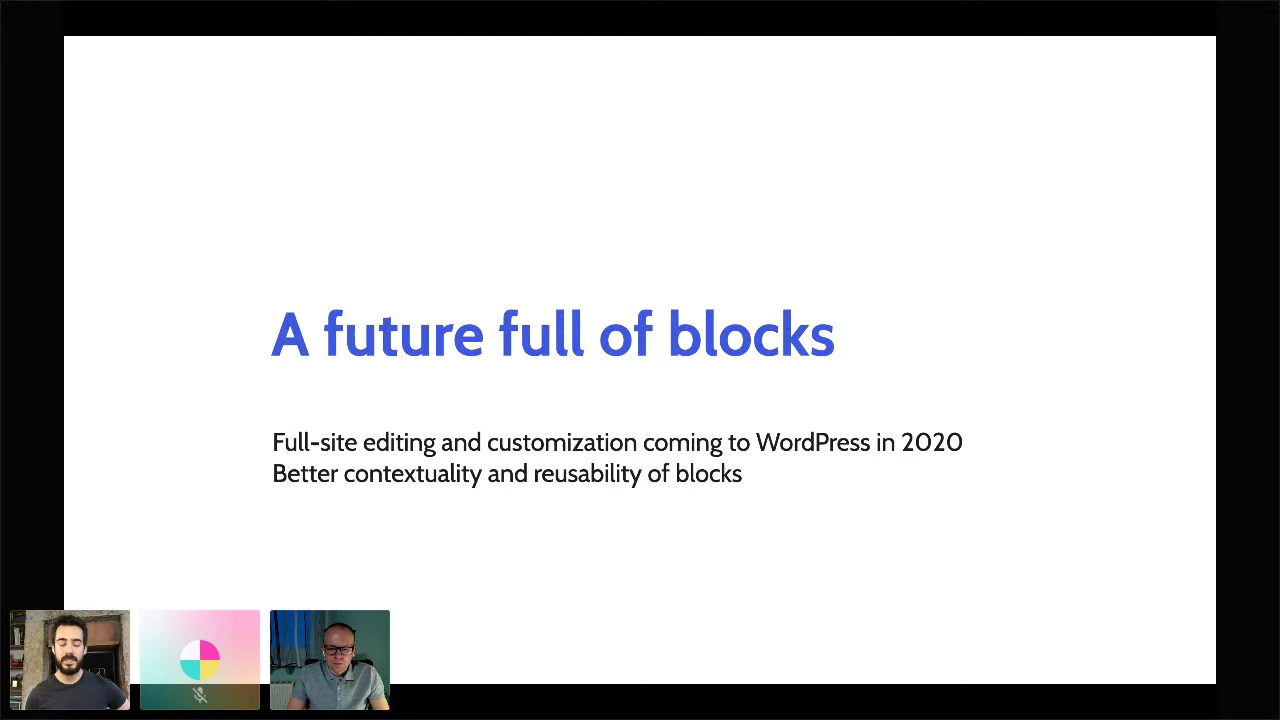 A future full of blocks
Full-site editing and customization coming to WordPress in 2020
Better contextuality and reusability of blocks